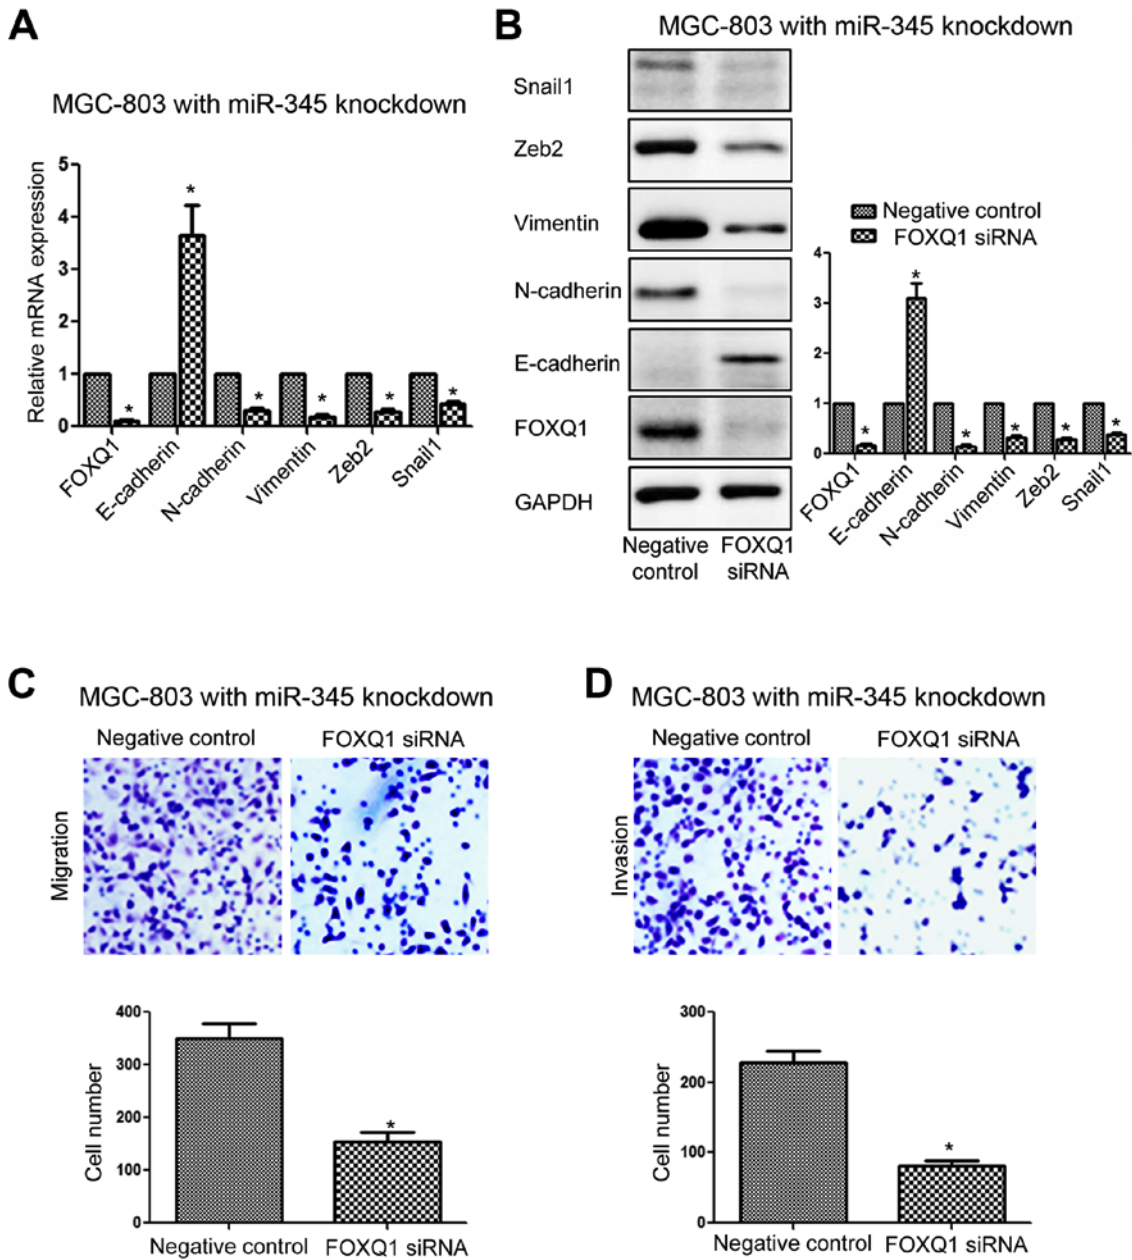 A
MGC-803 with miR-345 knockdown
Relative mRNA expression
5
4
3
2
1
0
FOXQ1
E-cadherin
N-cadherin
Vimentin
Zeb2
Snail1
*
*
*
*
*
*
B
MGC-803 with miR-345 knockdown
Snail1
Zeb2
Vimentin
N-cadherin
E-cadherin
FOXQ1
GAPDH
Negative control
FOXQ1 siRNA
Negative control
FOXQ1 siRNA
4
3
2
1
0
*
*
*
*
*
*
FOXQ1
E-cadherin
N-cadherin
Vimentin
Zeb2
Snail1
C
MGC-803 with miR-345 knockdown
Negative control
FOXQ1 siRNA
Migration
Cell number
400
300
200
100
0
*
Negative control
FOXQ1 siRNA
D
MGC-803 with miR-345 knockdown
Negative control
FOXQ1 siRNA
Invasion
Cell number
300
200
100
0
*
Negative control
FOXQ1 siRNA